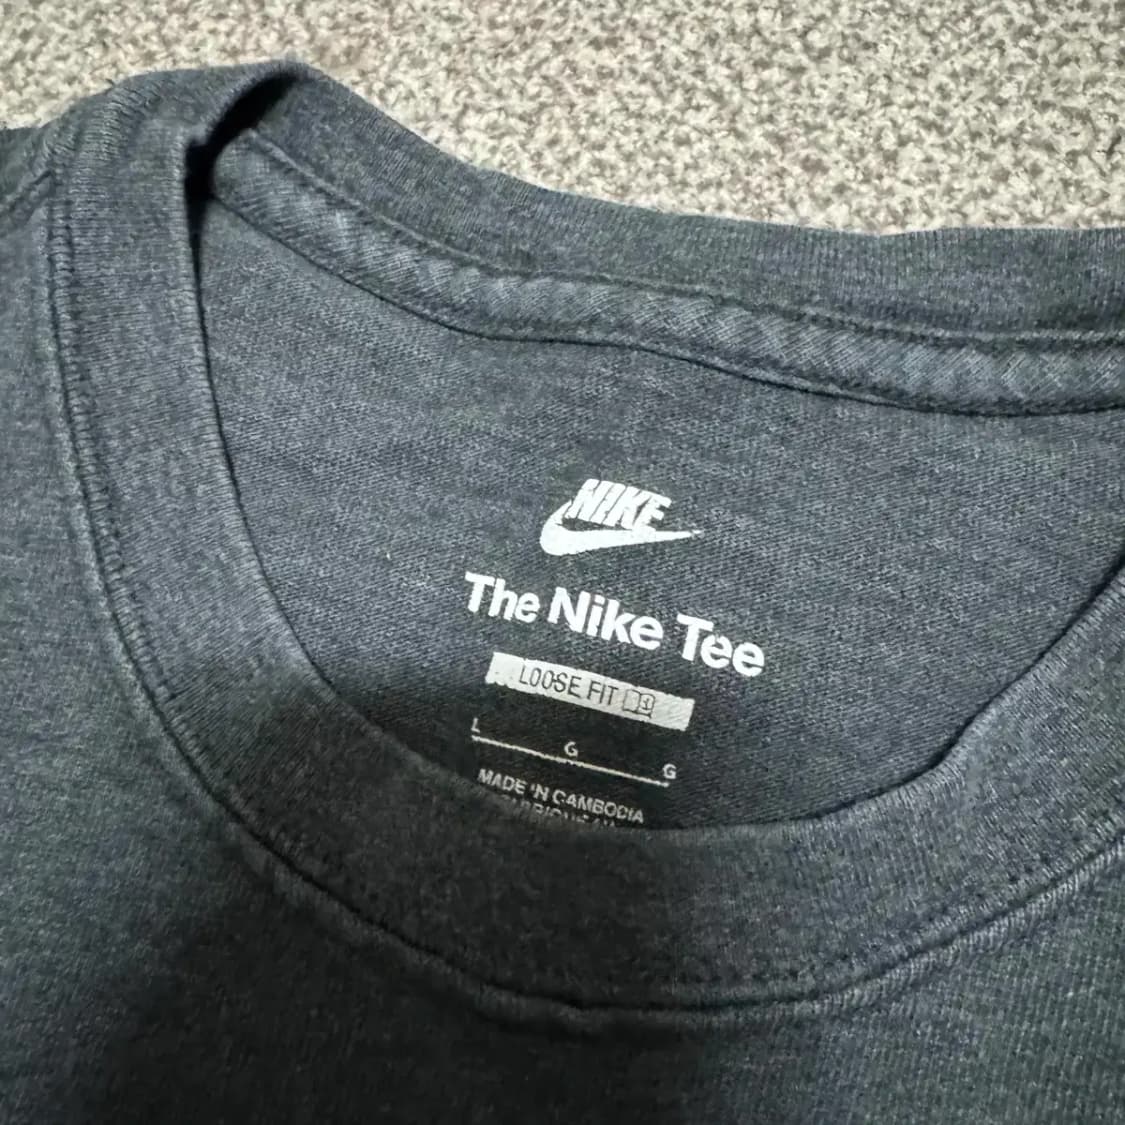 NIKE
The Nike Tee
LOOSE FIT
L
G
G
MADE IN CAMBODIA